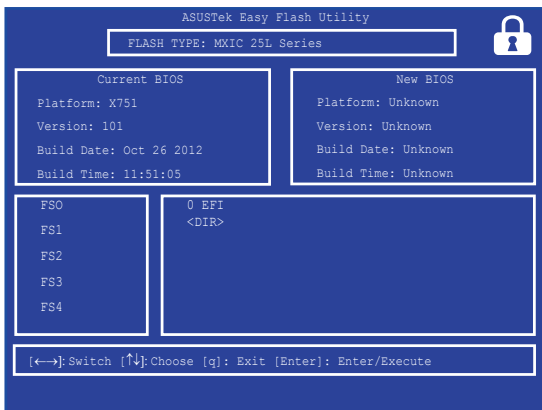 ASUSTek Easy Flash Utility
FLASH TYPE: MXIC 25L Series
Current BIOS
Platform: X751
Version: 101
Build Date: Oct 26 2012
Build Time: 11:51:05
New BIOS
Platform: Unknown
Version: Unknown
Build Date: Unknown
Build Time: Unknown
FSO
FS1
FS2
FS3
FS4
0 EFI
<DIR>
[←→]: Switch [↑↓]: Choose [q]: Exit [Enter]: Enter/Execute